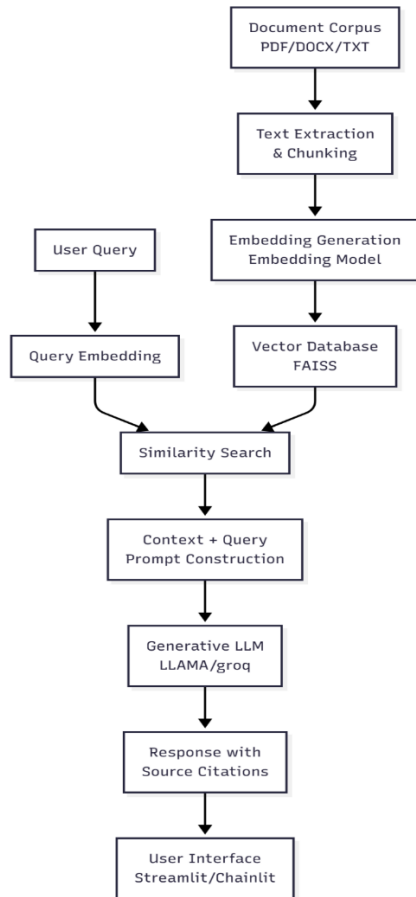 Document Corpus
PDF/DOCX/TXT
Text Extraction
& Chunking
Embedding Generation
Embedding Model
User Query
Query Embedding
Vector Database
FAISS
Similarity Search
Context + Query
Prompt Construction
Generative LLM
LLAMA/groq
Response with
Source Citations
User Interface
Streamlit/Chainlit